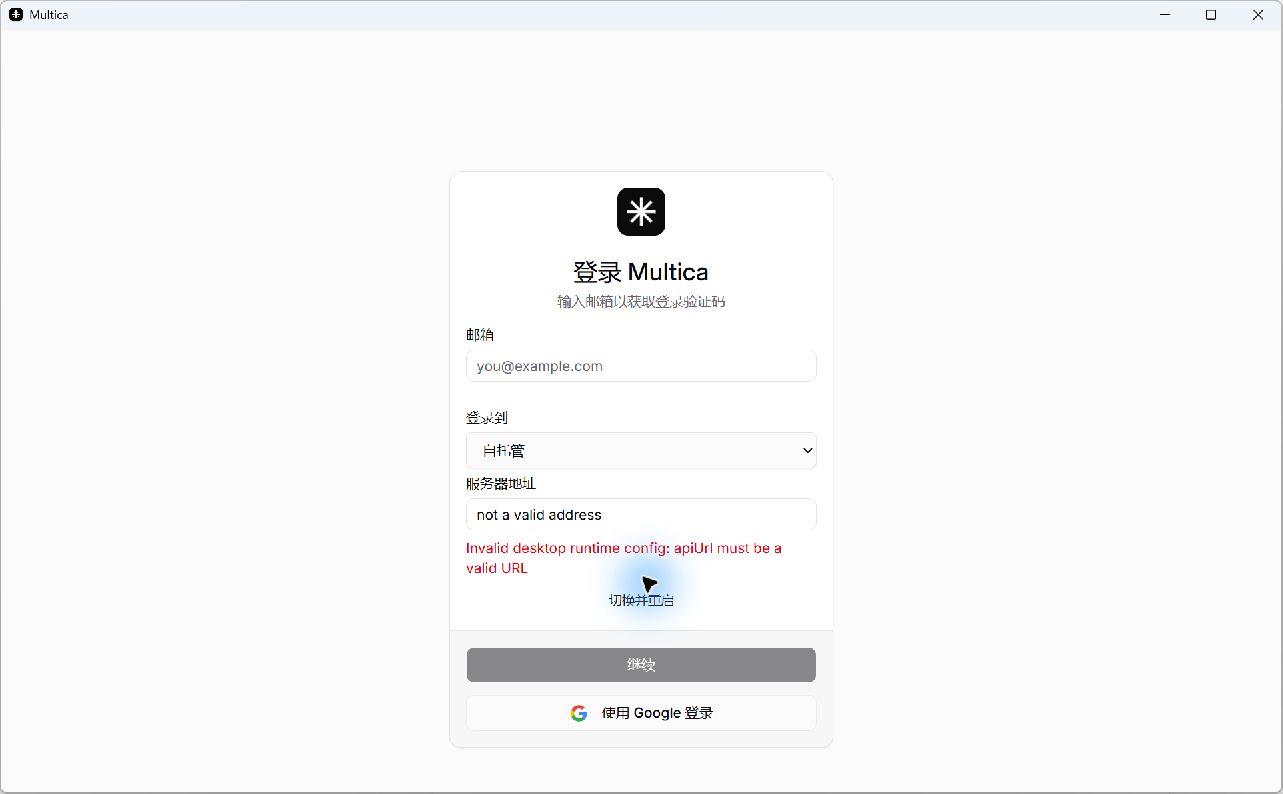 Multica
登录 Multica
输入邮箱以获取登录验证码
邮箱
you@example.com
登录到
自托管
服务器地址
not a valid address
Invalid desktop runtime config: apiUrl must be a
valid URL
切换并重启
继续
使用 Google 登录